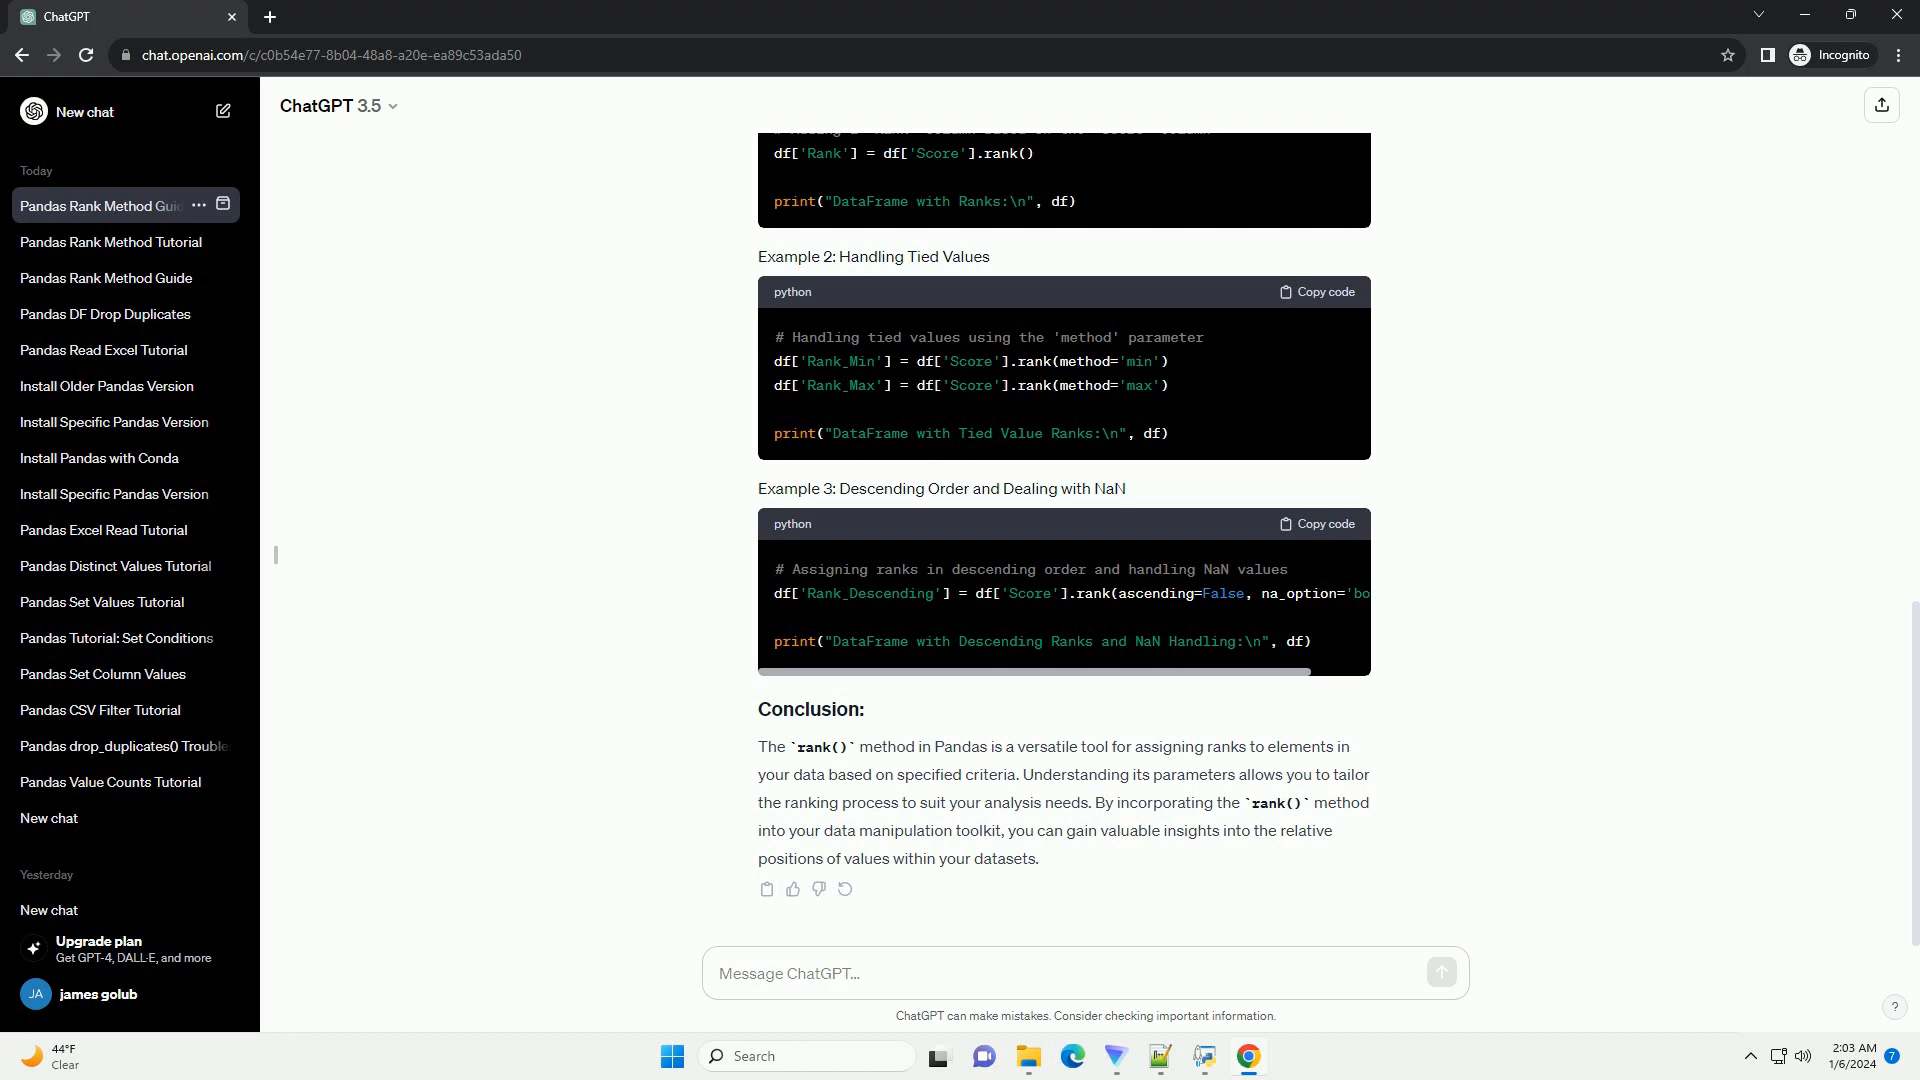 ChatGPT
chat.openai.com/c/c0b54e77-8b04-48a8-a20e-ea89c53ada50
Incognito
New chat
Today
Pandas Rank Method Guid
Pandas Rank Method Tutorial
Pandas Rank Method Guide
Pandas DF Drop Duplicates
Pandas Read Excel Tutorial
Install Older Pandas Version
Install Specific Pandas Version
Install Pandas with Conda
Install Specific Pandas Version
Pandas Excel Read Tutorial
Pandas Distinct Values Tutorial
Pandas Set Values Tutorial
Pandas Tutorial: Set Conditions
Pandas Set Column Values
Pandas CSV Filter Tutorial
Pandas drop_duplicates() Trouble
Pandas Value Counts Tutorial
New chat
Yesterday
New chat
Upgrade plan
Get GPT-4, DALL·E, and more
JA james golub
ChatGPT 3.5
df['Rank'] = df['Score'].rank()
print("DataFrame with Ranks:\n", df)
Example 2: Handling Tied Values
python Copy code
# Handling tied values using the 'method' parameter
df['Rank_Min'] = df['Score'].rank(method='min')
df['Rank_Max'] = df['Score'].rank(method='max')
print("DataFrame with Tied Value Ranks:\n", df)
Example 3: Descending Order and Dealing with NaN
python Copy code
# Assigning ranks in descending order and handling NaN values
df['Rank_Descending'] = df['Score'].rank(ascending=False, na_option='bo
print("DataFrame with Descending Ranks and NaN Handling:\n", df)
Conclusion:
The `rank()` method in Pandas is a versatile tool for assigning ranks to elements in
your data based on specified criteria. Understanding its parameters allows you to tailor
the ranking process to suit your analysis needs. By incorporating the `rank()` method
into your data manipulation toolkit, you can gain valuable insights into the relative
positions of values within your datasets.
Message ChatGPT...
ChatGPT can make mistakes. Consider checking important information.
?
44°F
Clear
Search
2:03 AM
1/6/2024
7